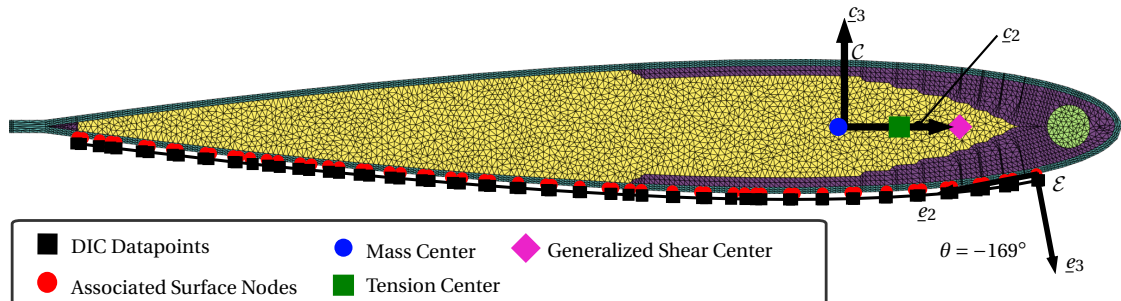 c3
C
c2
E
e2
θ = −169°
e3
DIC Datapoints
Mass Center
Generalized Shear Center
Associated Surface Nodes
Tension Center